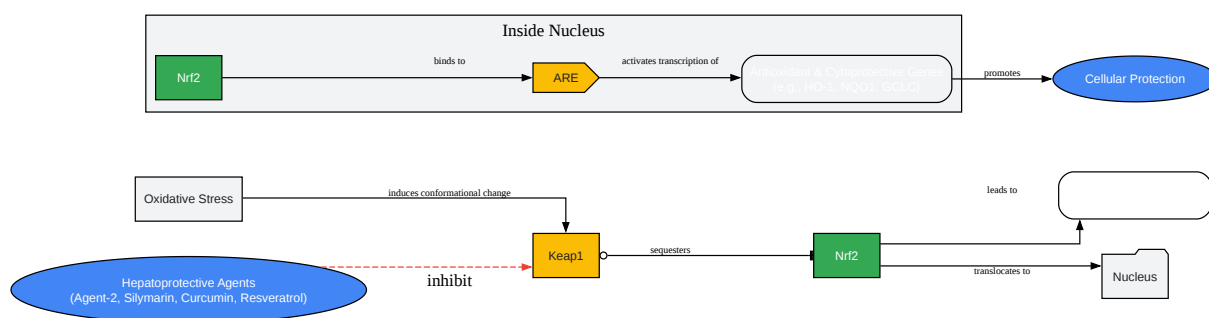 Inside Nucleus
Nrf2
binds to
ARE
activates transcription of
Antioxidant & Cytoprotective Genes
(e.g., HO-1, NQO1, GCLC)
promotes
Cellular Protection
Oxidative Stress
induces conformational change
leads to
Keap1
sequesters
Nrf2
translocates to
Nucleus
Hepatoprotective Agents
(Agent-2, Silymarin, Curcumin, Resveratrol)
inhibit